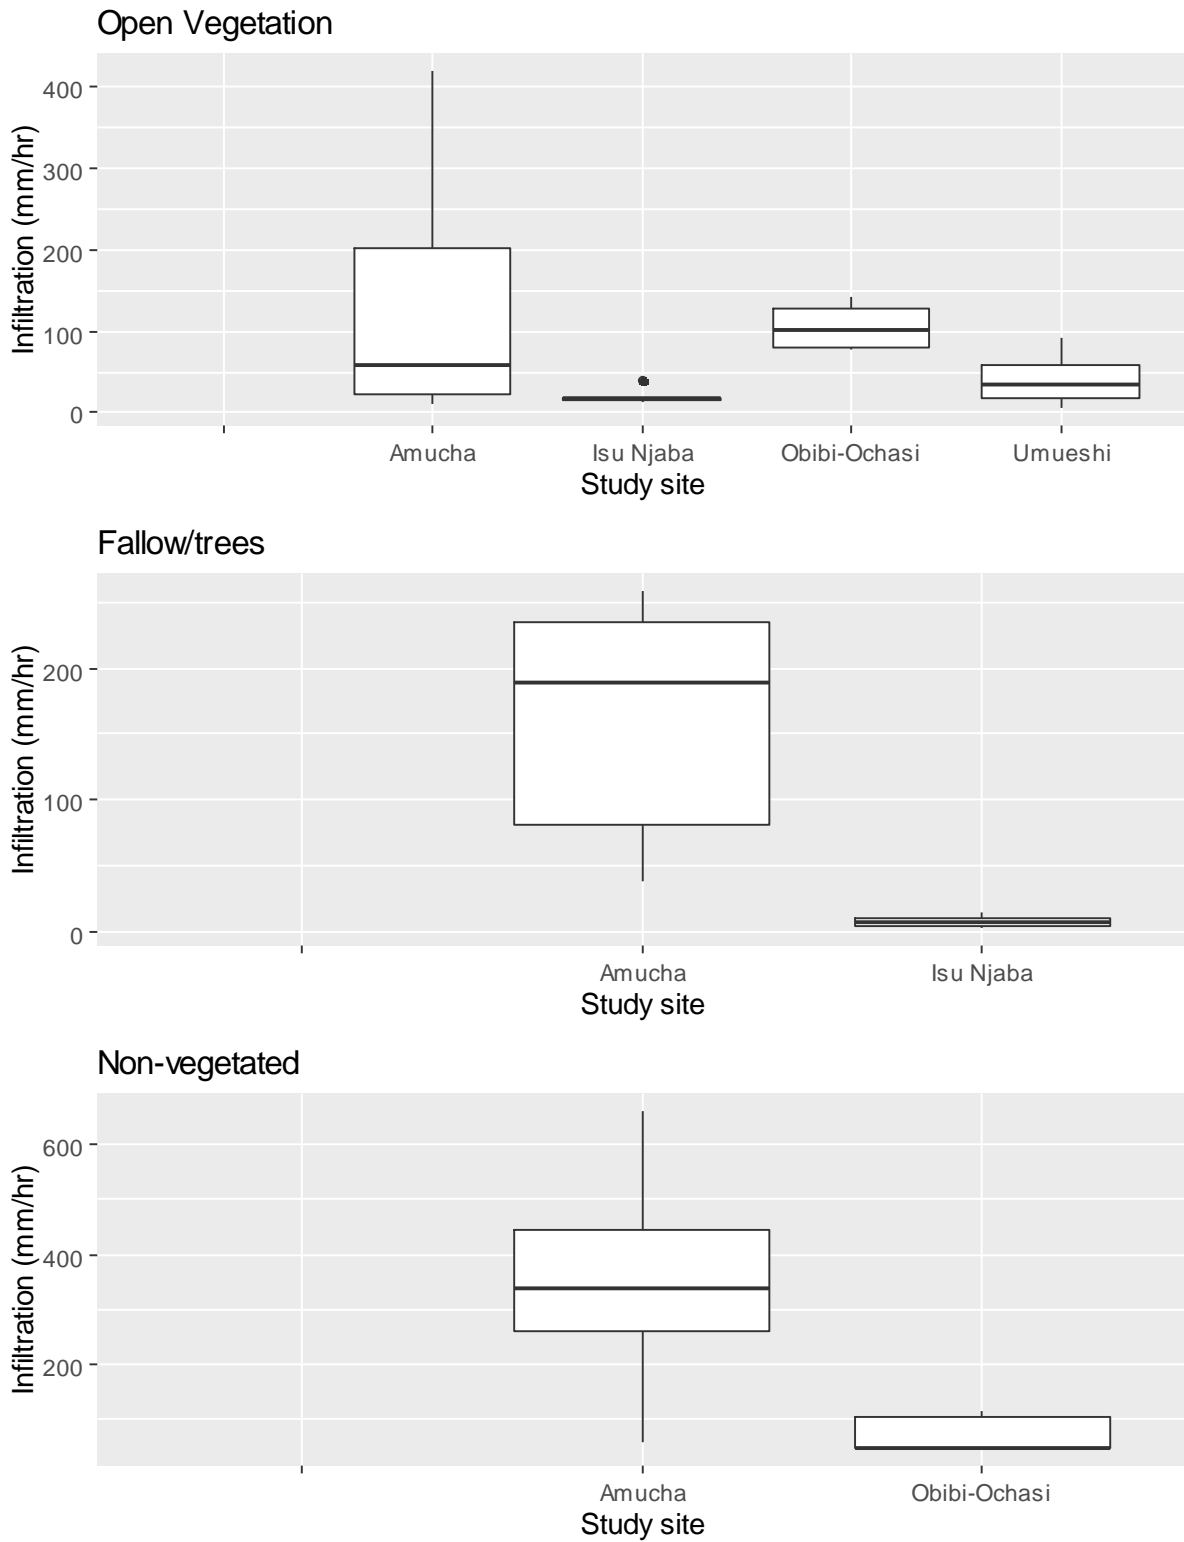 Open Vegetation
Infiltration (mm/hr)
400
300
200
100
0
Amucha Isu Njaba Obibi-Ochasi Umueshi
Study site
Fallow/trees
Infiltration (mm/hr)
200
100
0
Amucha Isu Njaba
Study site
Non-vegetated
Infiltration (mm/hr)
600
400
200
Amucha Obibi-Ochasi
Study site